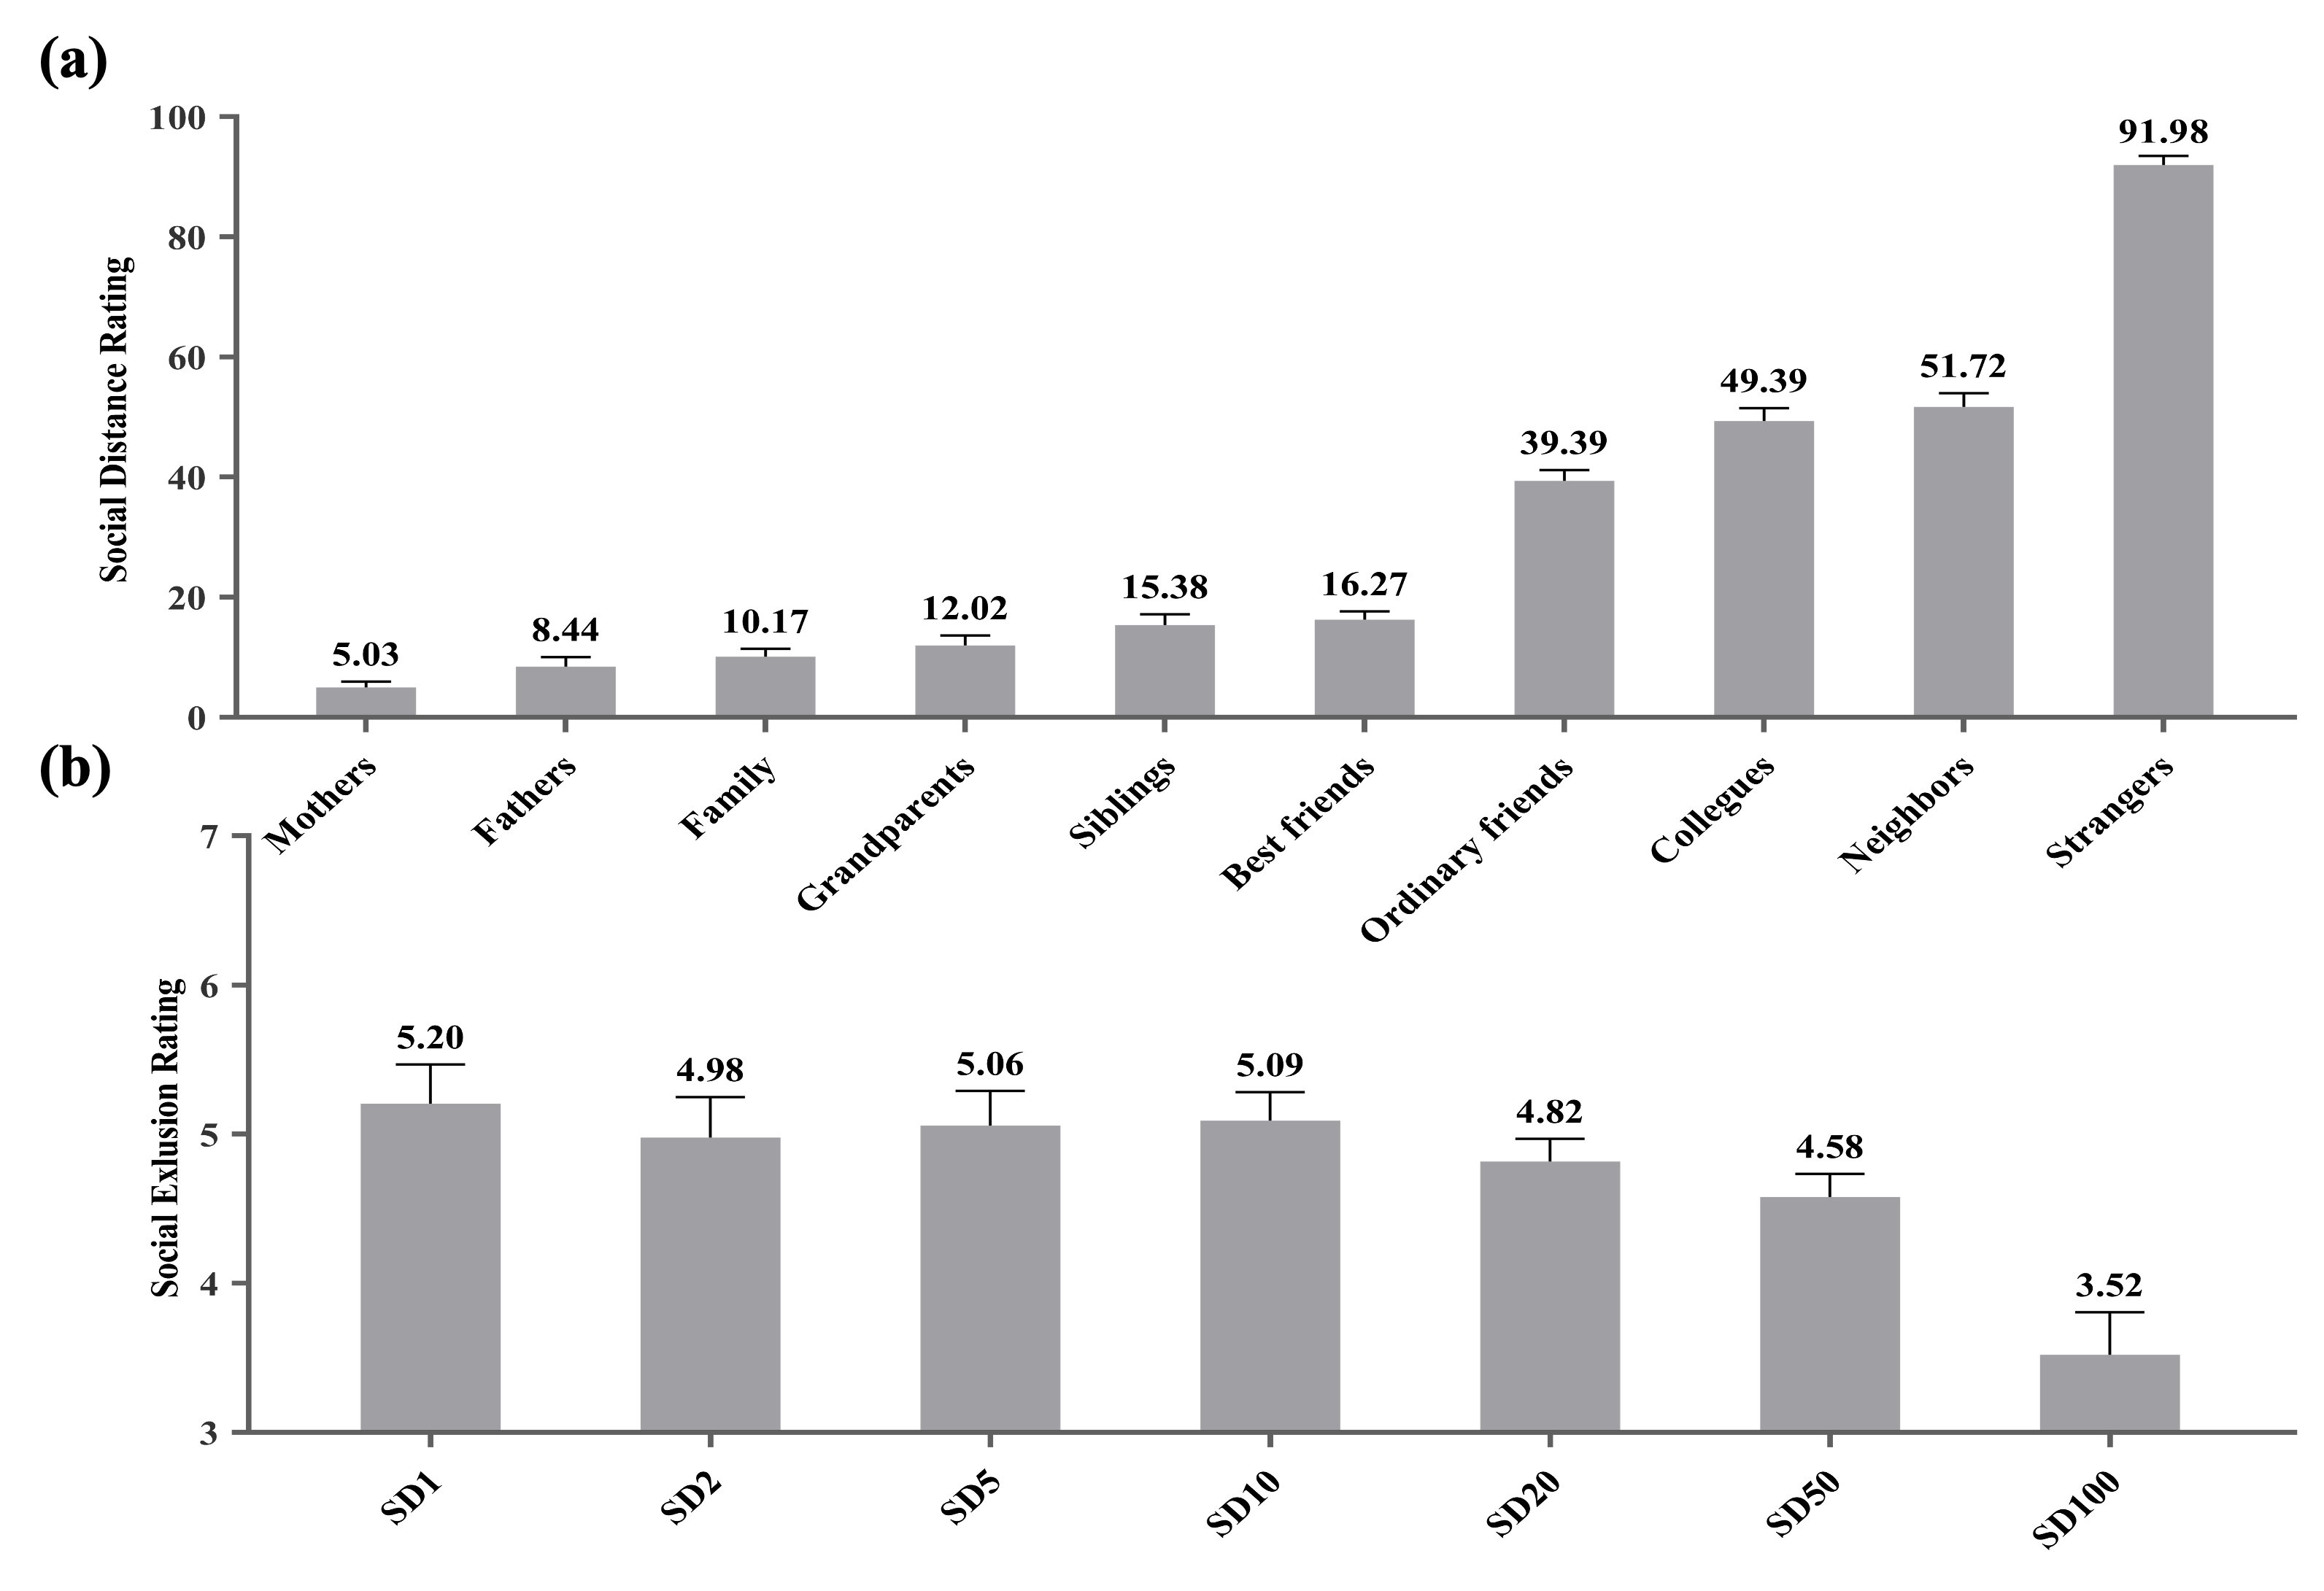 (a)
Social Distance Rating
100
80
60
40
20
0
5.03
8.44
10.17
12.02
15.38
16.27
39.39
49.39
51.72
91.98
Mothers
Fathers
Family
Grandparents
Siblings
Best friends
Ordinary friends
Collegues
Neighbors
Strangers
(b)
Social Exlusion Rating
7
6
5
4
3
5.20
4.98
5.06
5.09
4.82
4.58
3.52
SD1
SD2
SD5
SD10
SD20
SD50
SD100